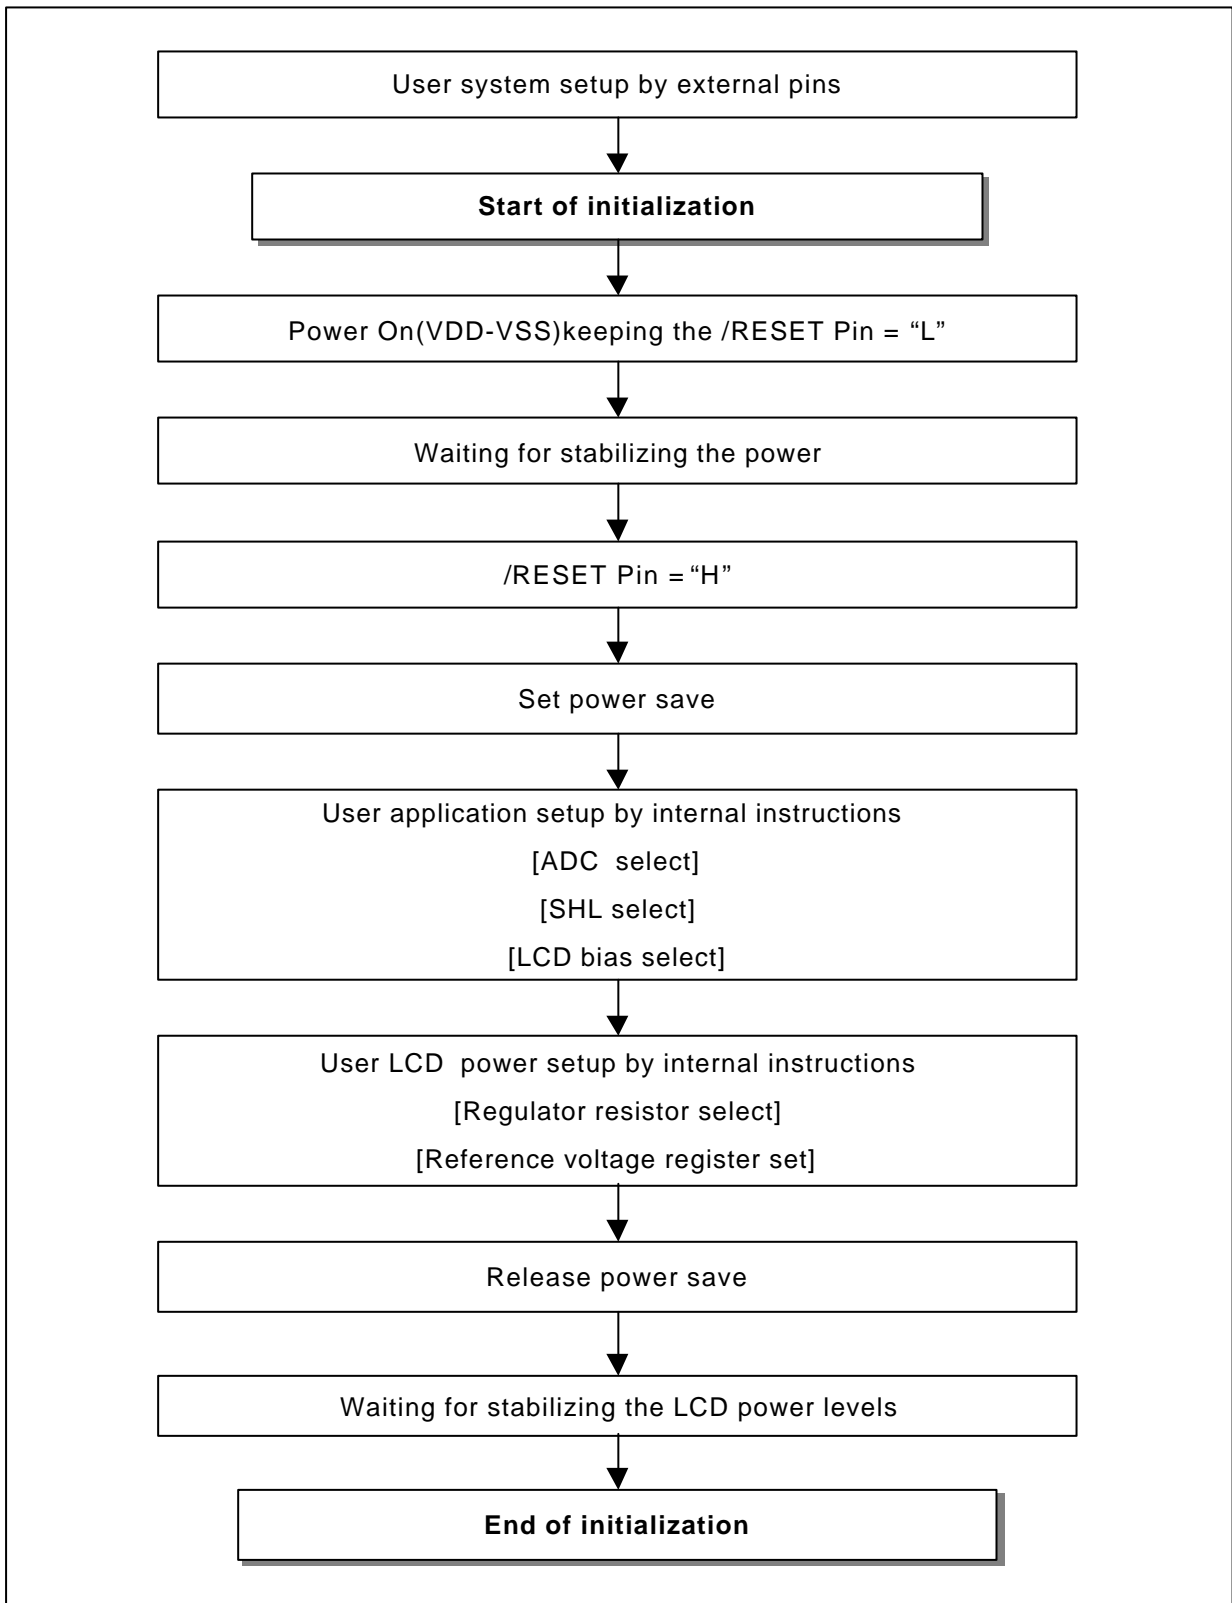 User system setup by external pins
Start of initialization
Power On(VDD-VSS)keeping the /RESET Pin = “L”
Waiting for stabilizing the power
/RESET Pin = “H”
Set power save
User application setup by internal instructions
[ADC select]
[SHL select]
[LCD bias select]
User LCD power setup by internal instructions
[Regulator resistor select]
[Reference voltage register set]
Release power save
Waiting for stabilizing the LCD power levels
End of initialization